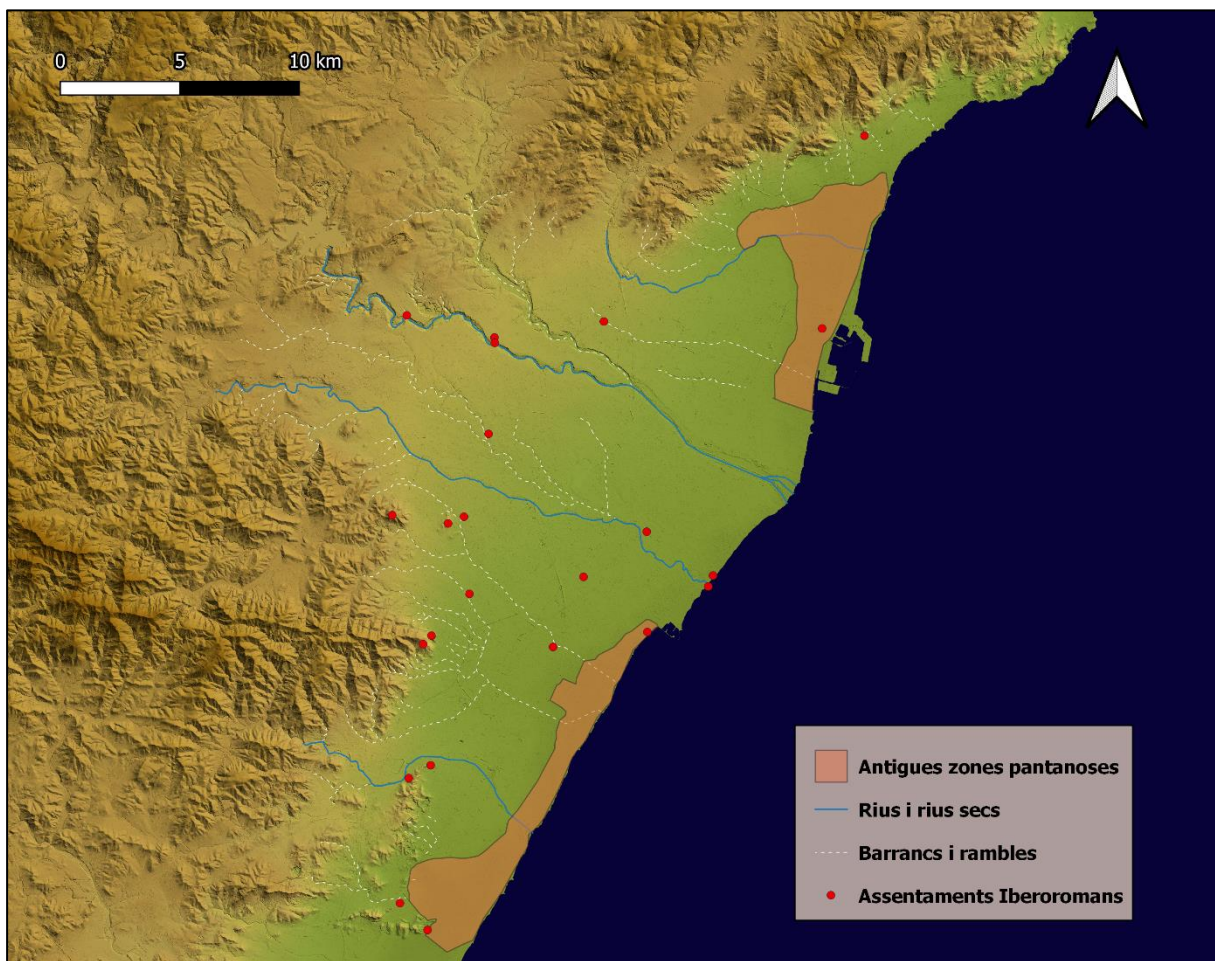 0 5 10 km
Antigues zones pantanoses
Rius i rius secs
Barrancs i rambles
Assentaments Iberoromans